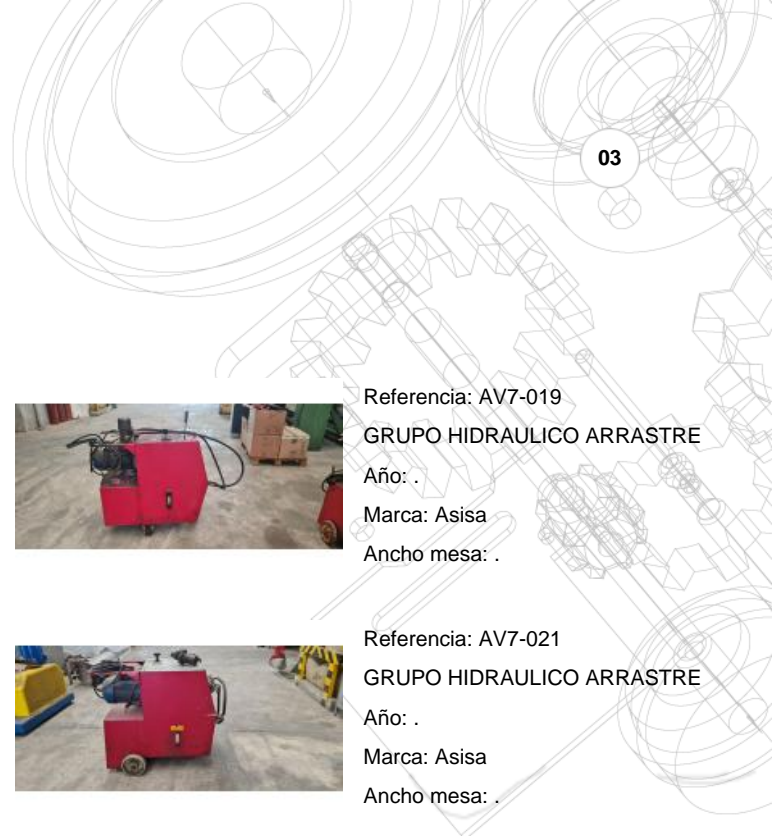 03
Referencia: AV7-019
GRUPO HIDRAULICO ARRASTRE
Año: .
Marca: Asisa
Ancho mesa: .
Referencia: AV7-021
GRUPO HIDRAULICO ARRASTRE
Año: .
Marca: Asisa
Ancho mesa: .